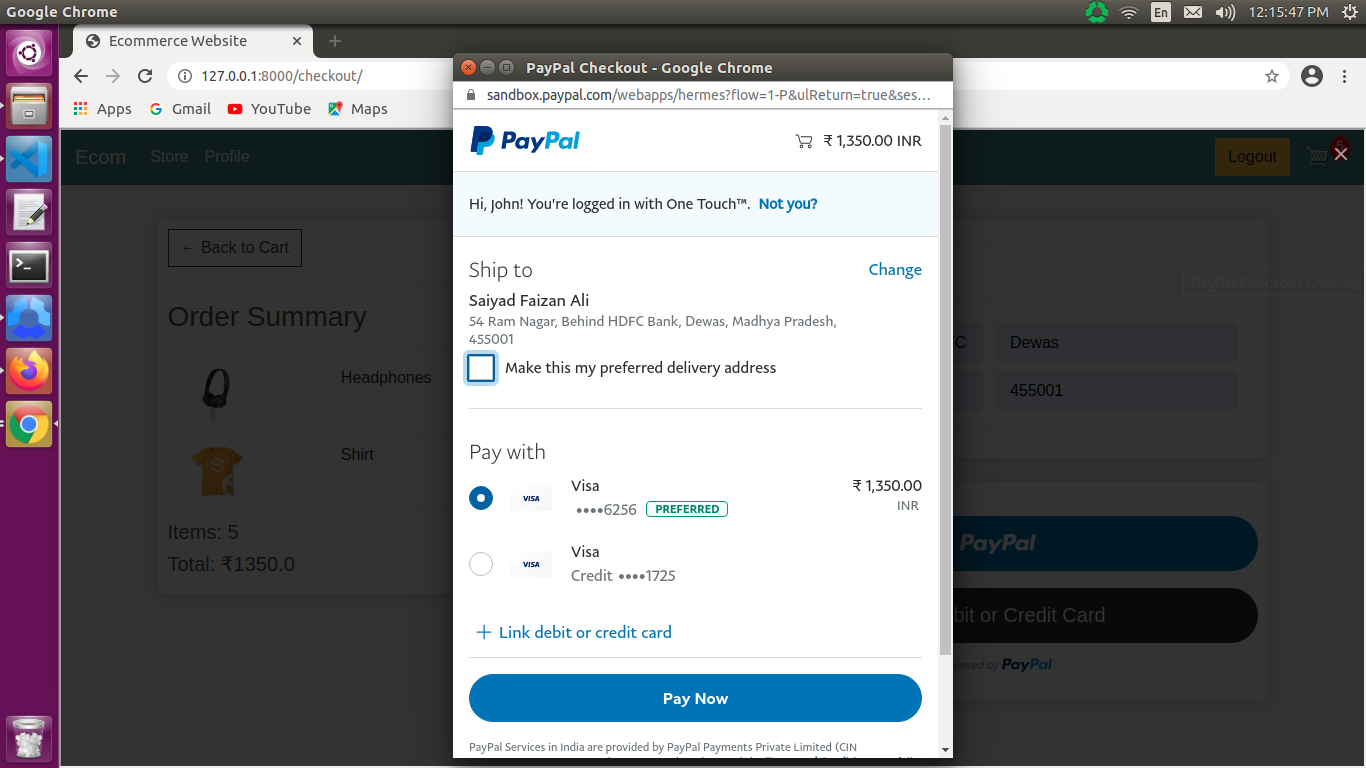 Google Chrome
En
12:15:47 PM
Ecommerce Website
127.0.0.1:8000/checkout/
Apps
Gmail
YouTube
Maps
Ecom
Store
Profile
Logout
5
← Back to Cart
Order Summary
Headphones
Shirt
Items: 5
Total: ₹1350.0
PayPal Checkout - Google Chrome
sandbox.paypal.com/webapps/hermes?flow=1-P&ulReturn=true&ses...
PayPal
₹ 1,350.00 INR
Hi, John! You're logged in with One Touch™. Not you?
Ship to
Change
Saiyad Faizan Ali
54 Ram Nagar, Behind HDFC Bank, Dewas, Madhya Pradesh,
455001
Make this my preferred delivery address
Pay with
VISA
Visa
₹ 1,350.00
••••6256
PREFERRED
INR
VISA
Visa
Credit ••••1725
+ Link debit or credit card
Pay Now
PayPal Services in India are provided by PayPal Payments Private Limited (CIN
PayPal Checkout Overlay
C
Dewas
455001
PayPal
bit or Credit Card
wered by PayPal